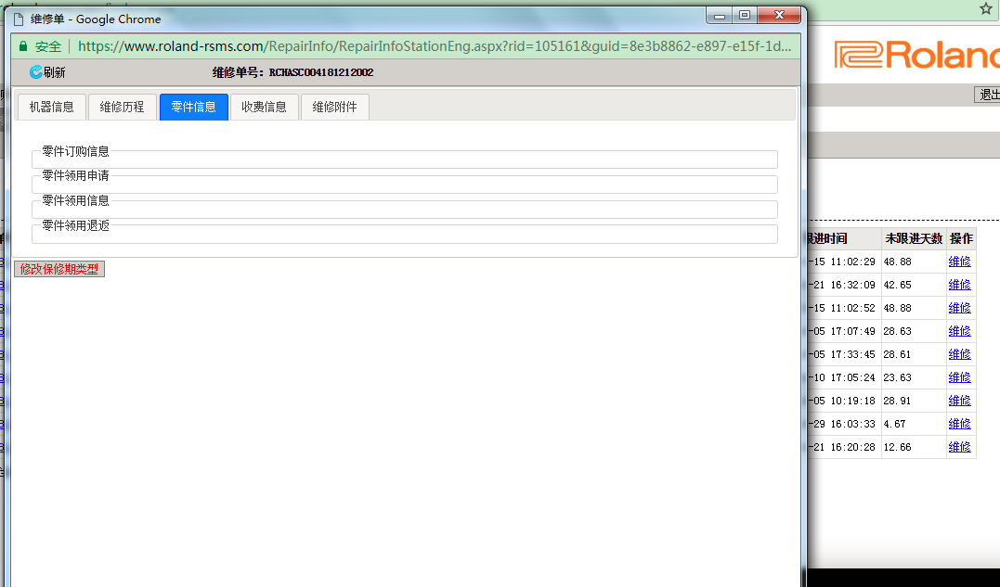 维修单 - Google Chrome
安全 | https://www.roland-rsms.com/RepairInfo/RepairInfoStationEng.aspx?rid=105161&guid=8e3b8862-e897-e15f-1d...
Roland
刷新 维修单号: RCHASC004181212002
退出
机器信息 维修历程 零件信息 收费信息 维修附件
零件订购信息
零件领用申请
零件领用信息
零件领用退返
修改保修期类型
跟进时间 未跟进天数 操作
-15 11:02:29 48.88 维修
-21 16:32:09 42.65 维修
-15 11:02:52 48.88 维修
-05 17:07:49 28.63 维修
-05 17:33:45 28.61 维修
-10 17:05:24 23.63 维修
-05 10:19:18 28.91 维修
-29 16:03:33 4.67 维修
-21 16:20:28 12.66 维修